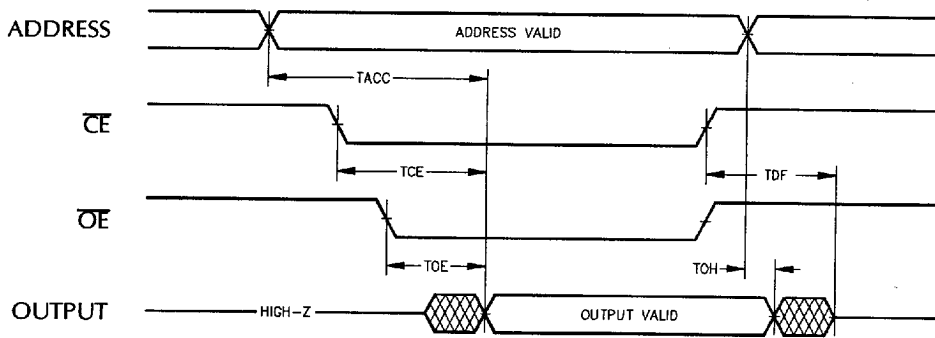 ADDRESS
ADDRESS VALID
TACC
CE
TCE
TDF
OE
TOE
TOH
OUTPUT
HIGH-Z
OUTPUT VALID